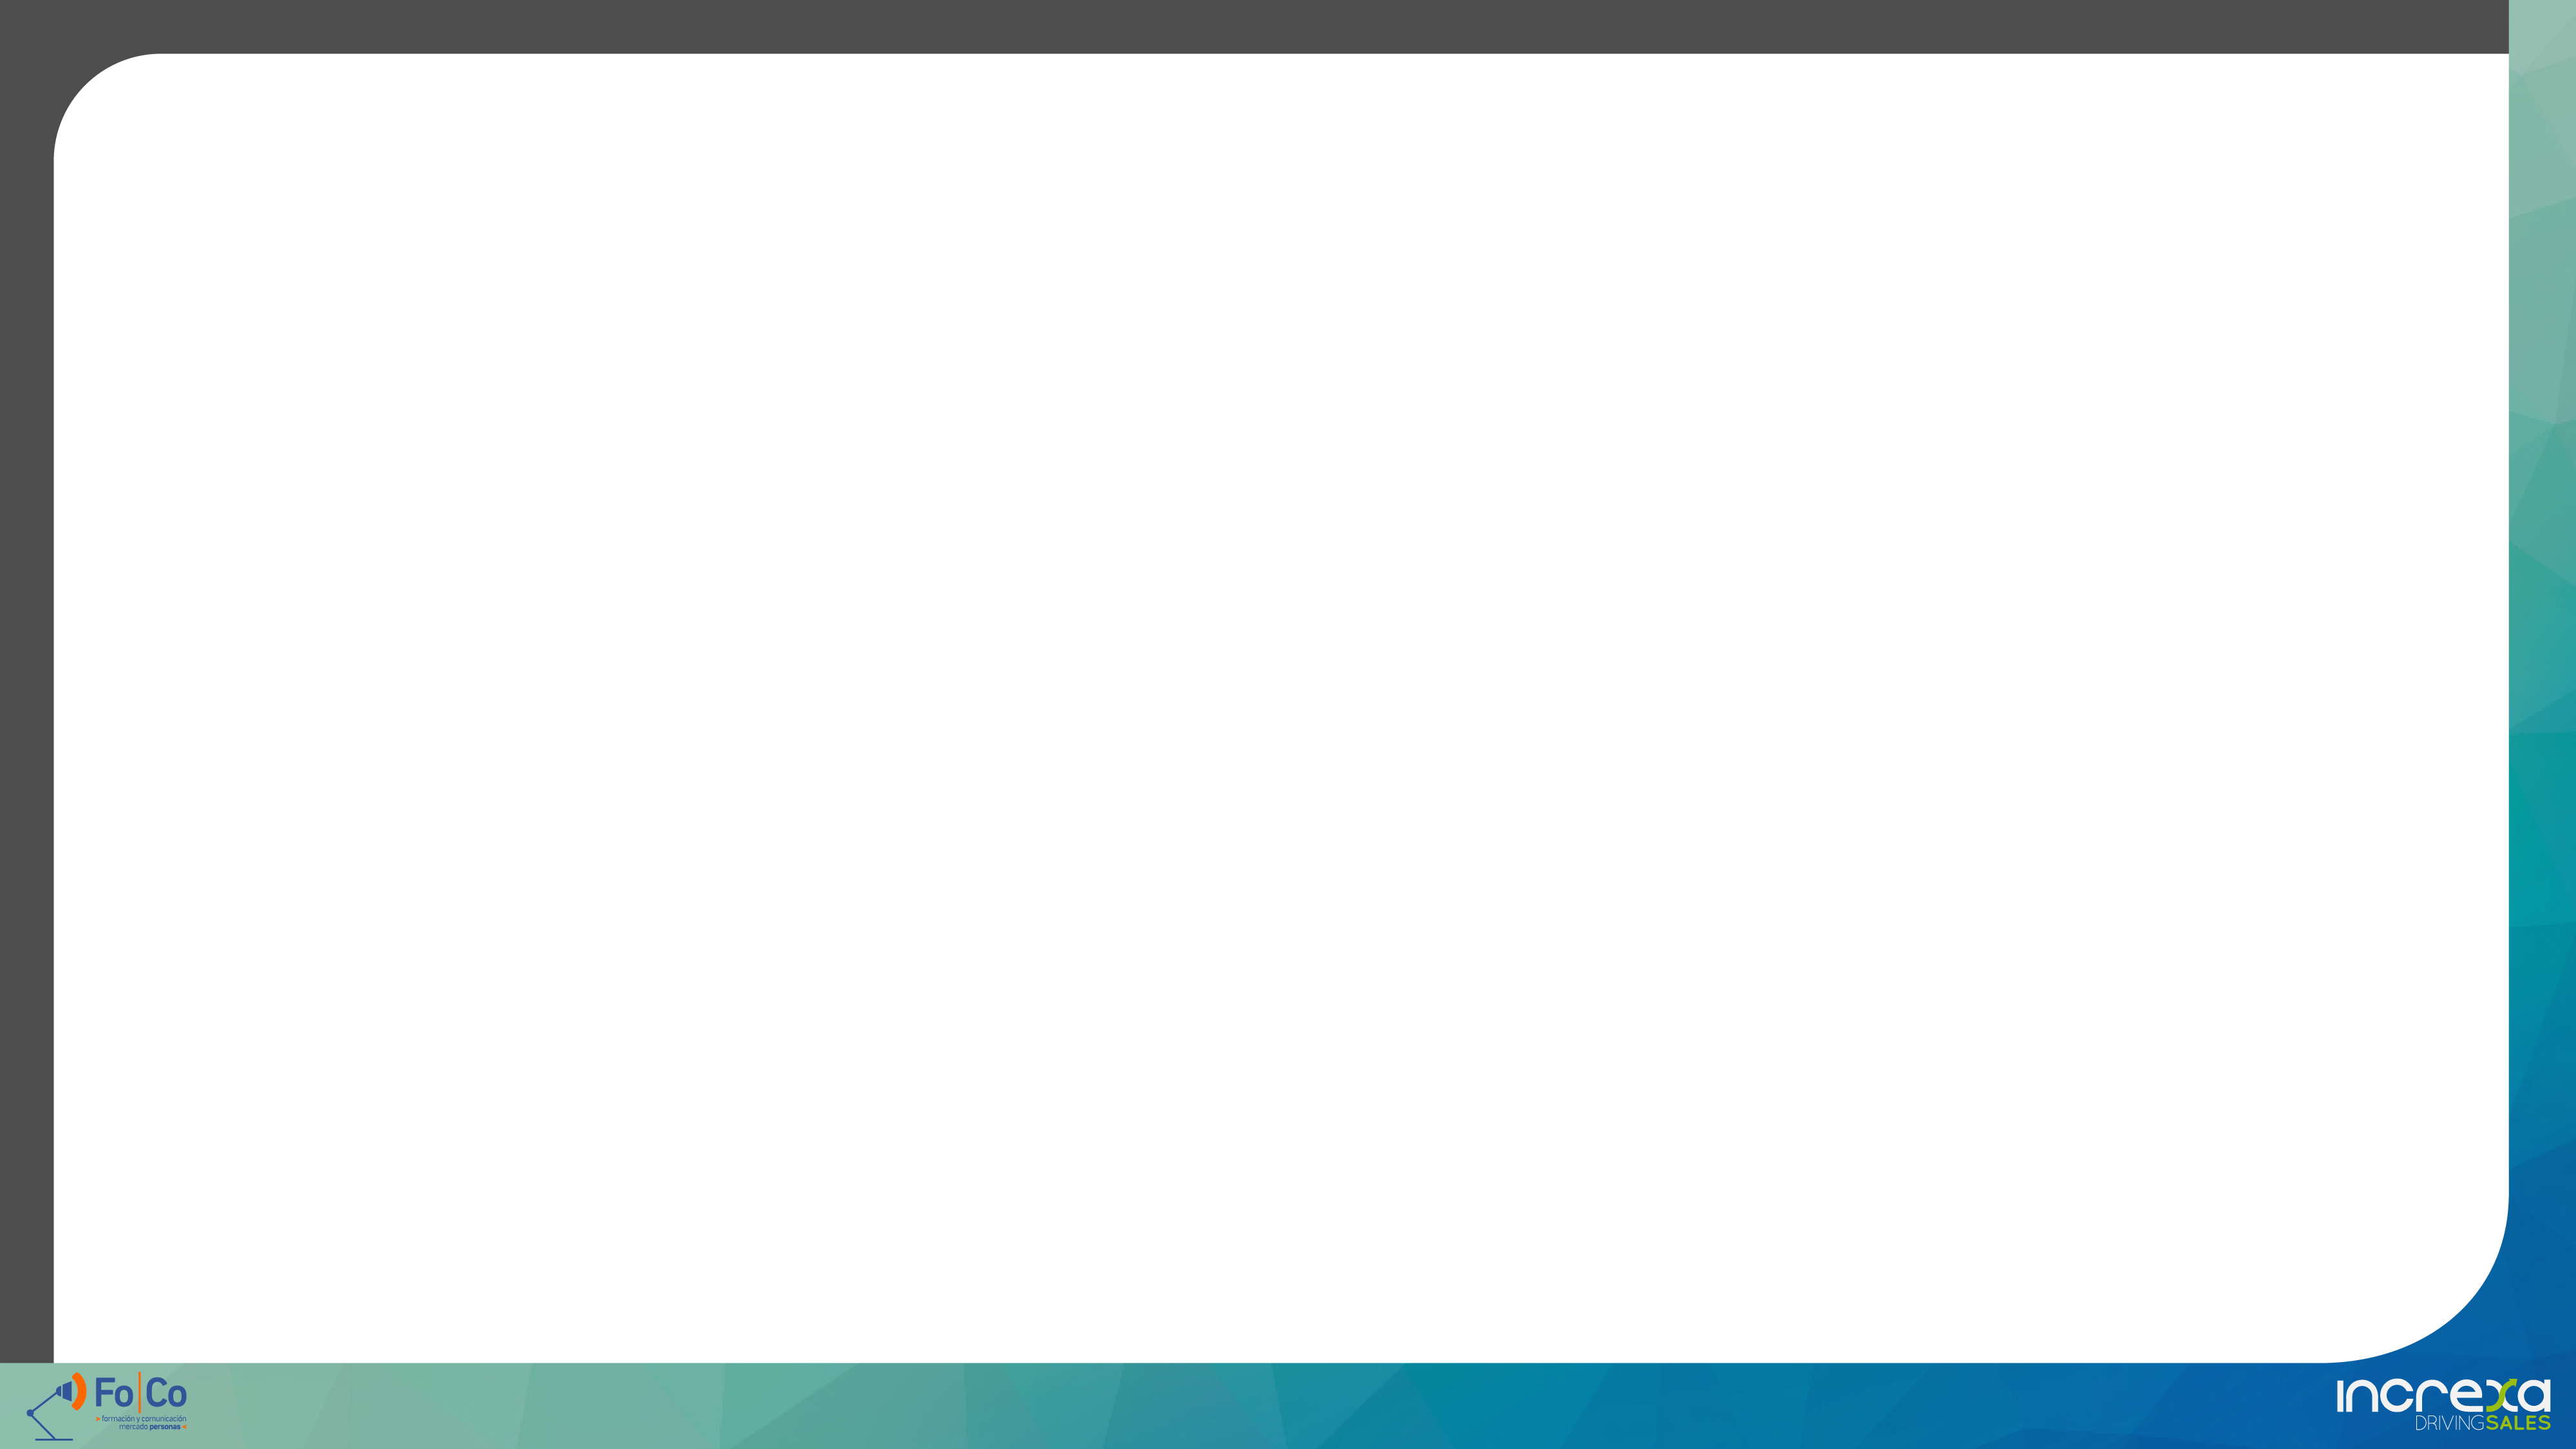 Fo|Co
formación y comunicación
mercado personas
increxa
DRIVINGSALES